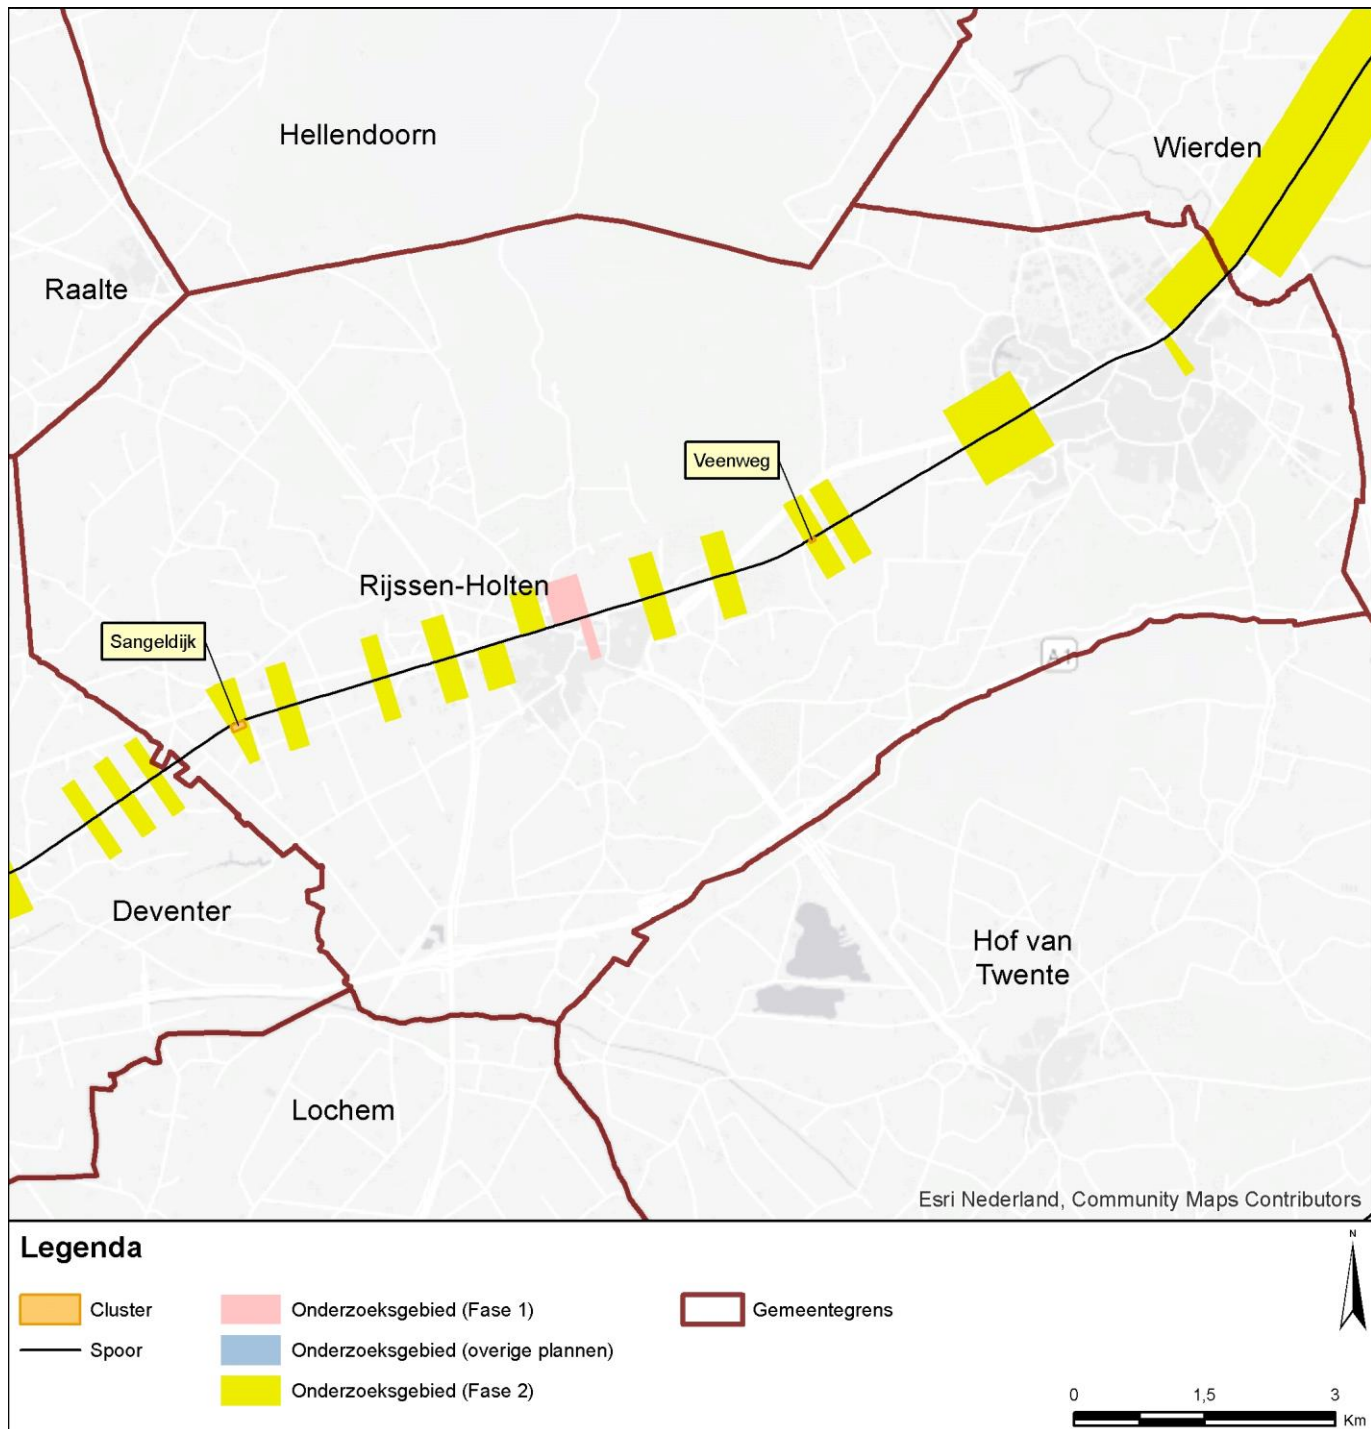 Hellendoorn
Wierden
Raalte
Veenweg
Rijssen-Holten
Sangeldijk
A1
Deventer
Hof van
Twente
Lochem
Esri Nederland, Community Maps Contributors
Legenda
N
Cluster
Onderzoeksgebied (Fase 1)
Gemeentegrens
Spoor
Onderzoeksgebied (overige plannen)
Onderzoeksgebied (Fase 2)
0 1,5 3
Km